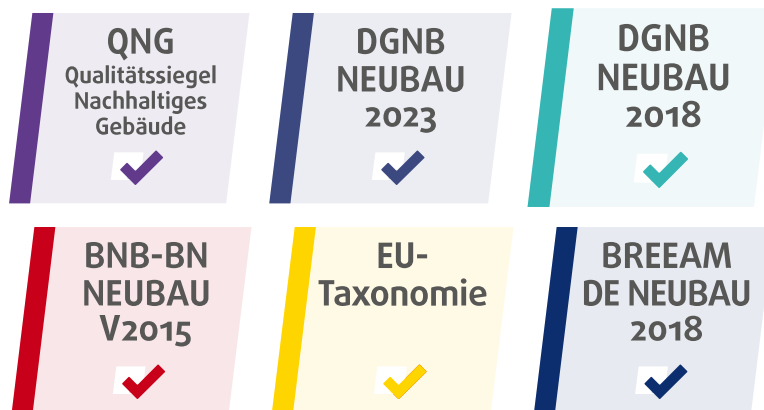 QNG
Qualitätssiegel
Nachhaltiges
Gebäude
DGNB
NEUBAU
2023
DGNB
NEUBAU
2018
BNB-BN
NEUBAU
V2015
EU-
Taxonomie
BREEAM
DE NEUBAU
2018